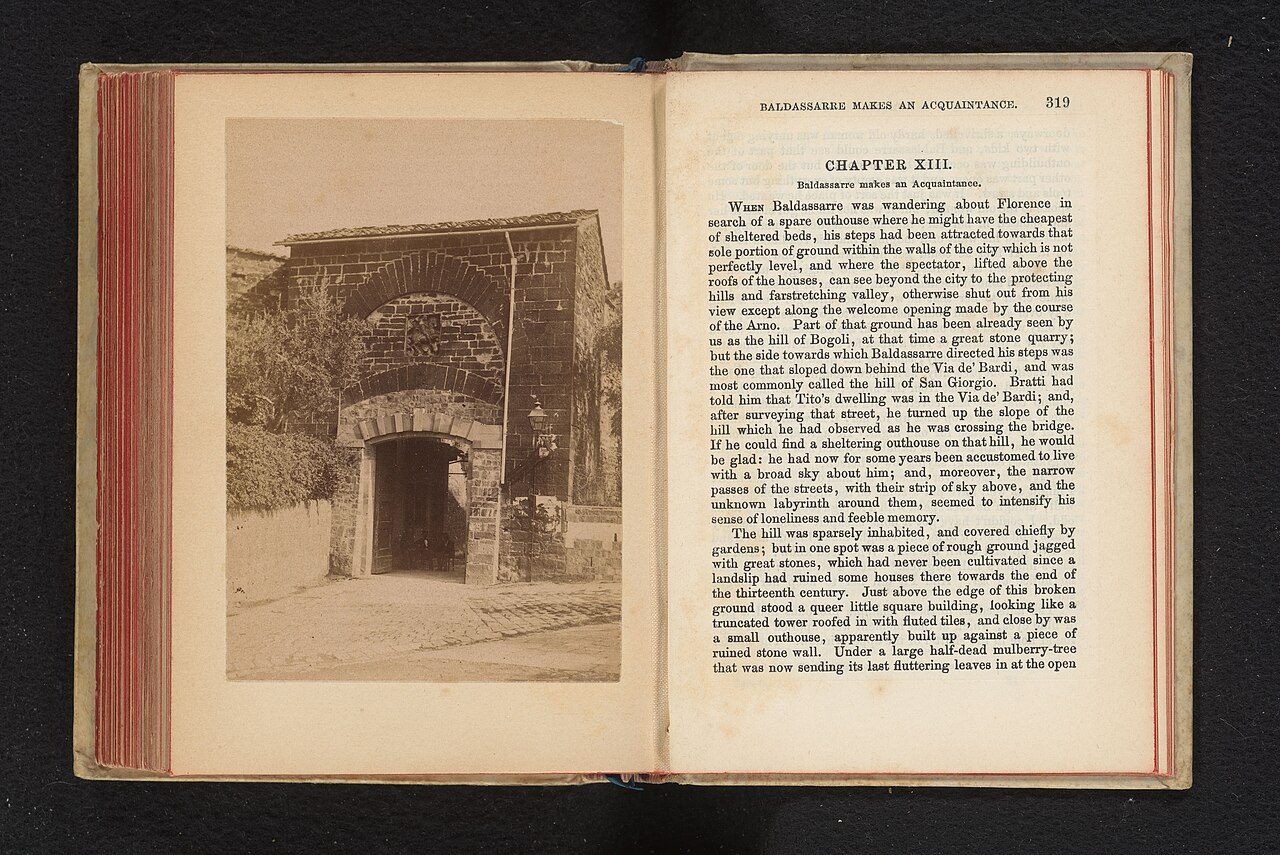 BALDASSARRE MAKES AN ACQUAINTANCE. 319
CHAPTER XIII.
Baldassarre makes an Acquaintance.
WHEN Baldassarre was wandering about Florence in
search of a spare outhouse where he might have the cheapest
of sheltered beds, his steps had been attracted towards that
sole portion of ground within the walls of the city which is not
perfectly level, and where the spectator, lifted above the
roofs of the houses, can see beyond the city to the protecting
hills and farstretching valley, otherwise shut out from his
view except along the welcome opening made by the course
of the Arno. Part of that ground has been already seen by
us as the hill of Bogoli, at that time a great stone quarry;
but the side towards which Baldassarre directed his steps was
the one that sloped down behind the Via de' Bardi, and was
most commonly called the hill of San Giorgio. Bratti had
told him that Tito's dwelling was in the Via de' Bardi; and,
after surveying that street, he turned up the slope of the
hill which he had observed as he was crossing the bridge.
If he could find a sheltering outhouse on that hill, he would
be glad: he had now for some years been accustomed to live
with a broad sky about him; and, moreover, the narrow
passes of the streets, with their strip of sky above, and the
unknown labyrinth around them, seemed to intensify his
sense of loneliness and feeble memory.
The hill was sparsely inhabited, and covered chiefly by
gardens; but in one spot was a piece of rough ground jagged
with great stones, which had never been cultivated since a
landslip had ruined some houses there towards the end of
the thirteenth century. Just above the edge of this broken
ground stood a queer little square building, looking like a
truncated tower roofed in with fluted tiles, and close by was
a small outhouse, apparently built up against a piece of
ruined stone wall. Under a large half-dead mulberry-tree
that was now sending its last fluttering leaves in at the open